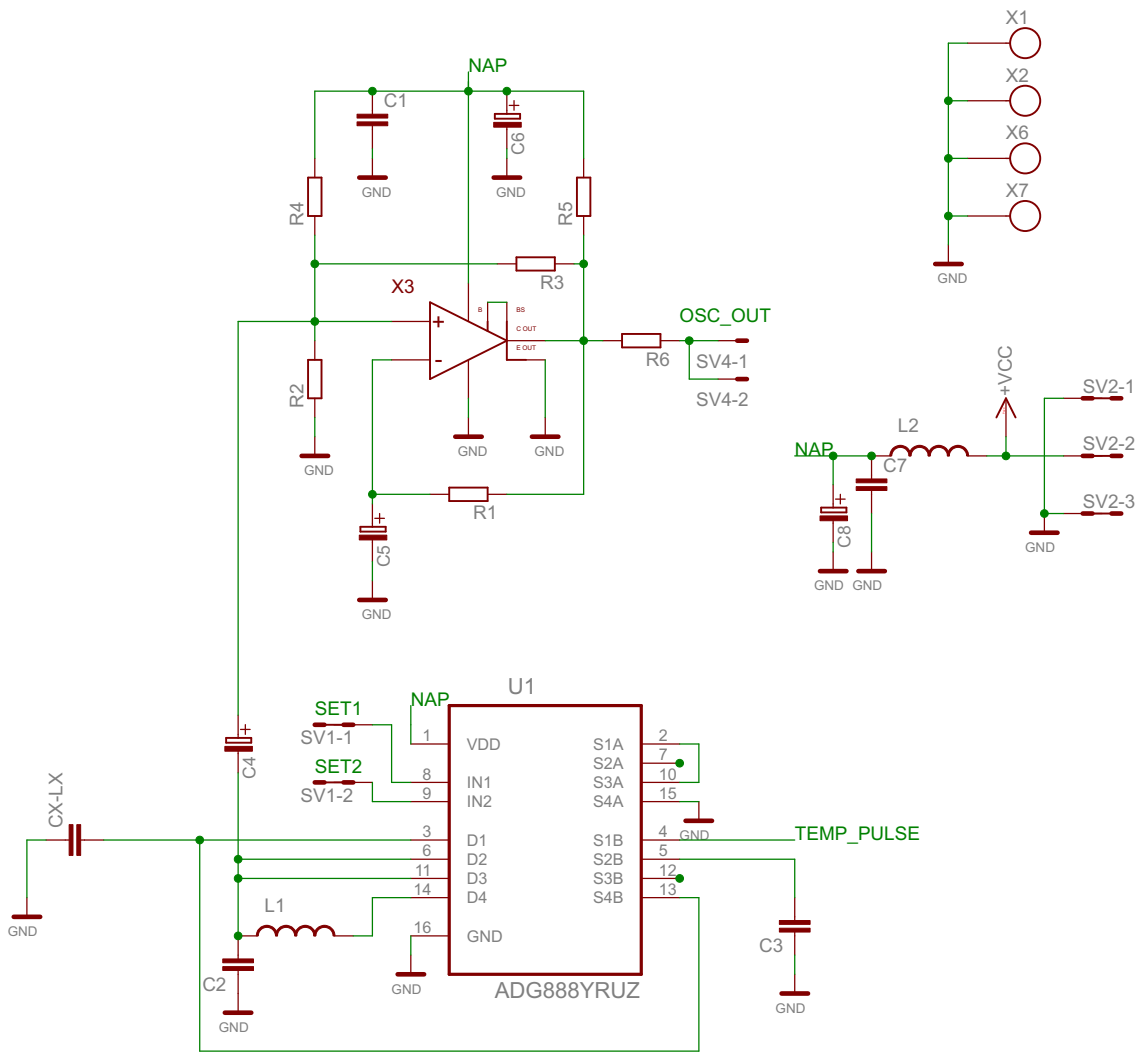 X1
X2
X6
X7
GND
NAP
C1
C6
GND
GND
R4
R5
R3
X3
B
BS
C OUT
E OUT
+
-
R2
GND
GND
GND
R6
OSC_OUT
SV4-1
SV4-2
R1
+
C5
GND
+VCC
L2
NAP
C7
+
C8
GND
GND
SV2-1
SV2-2
SV2-3
GND
U1
NAP
SET1
SV1-1
SET2
SV1-2
1
8
9
3
6
11
14
16
VDD
IN1
IN2
D1
D2
D3
D4
GND
S1A
S2A
S3A
S4A
S1B
S2B
S3B
S4B
2
7
10
15
4
5
12
13
GND
TEMP_PULSE
ADG888YRUZ
C3
GND
+
C4
CX-LX
GND
L1
C2
GND
GND
+